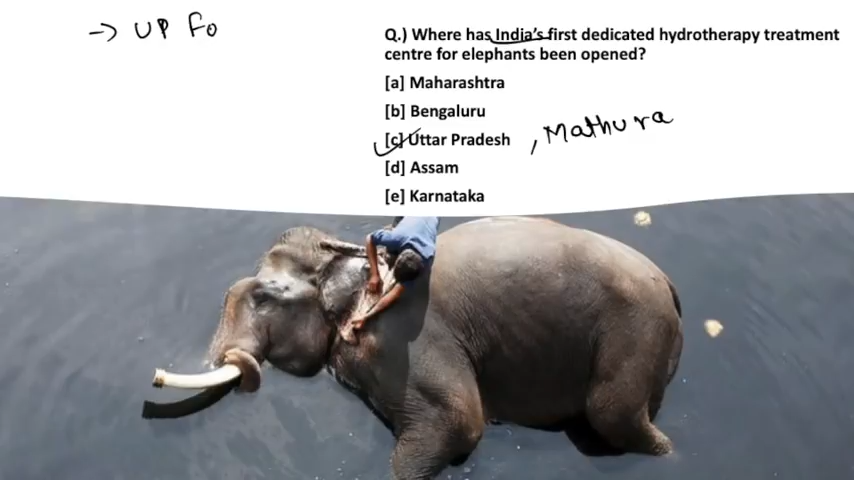 -> UP Fo
Q.) Where has India's first dedicated hydrotherapy treatment
centre for elephants been opened?
[a] Maharashtra
[b] Bengaluru
[c] Uttar Pradesh , Mathura
[d] Assam
[e] Karnataka